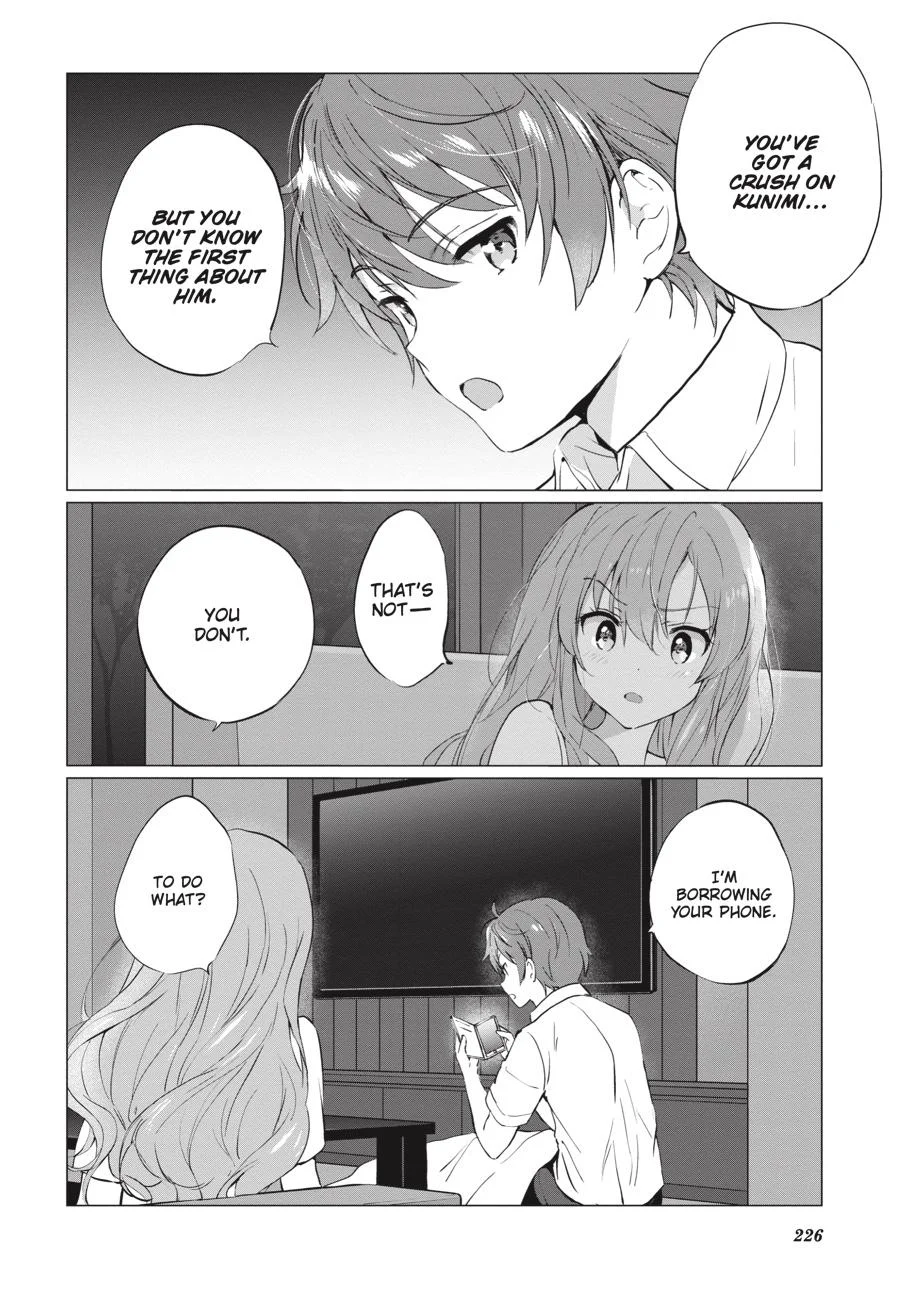 YOU'VE
GOT A
CRUSH ON
KUNIMI...
BUT YOU
DON'T KNOW
THE FIRST
THING ABOUT
HIM.
THAT'S
NOT—
YOU
DON'T.
I'M
BORROWING
YOUR PHONE.
TO DO
WHAT?
226